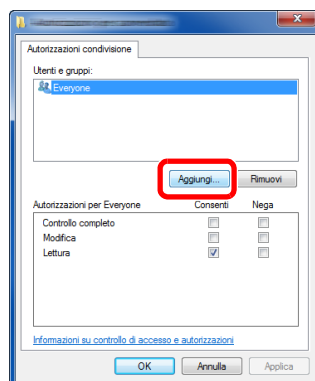 Autorizzazioni condivisione
Utenti e gruppi:
Everyone
Aggiungi... Rimuovi
Autorizzazioni per Everyone Consenti Nega
Controllo completo
Modifica
Lettura
Informazioni su controllo di accesso e autorizzazioni
OK Annulla Applica